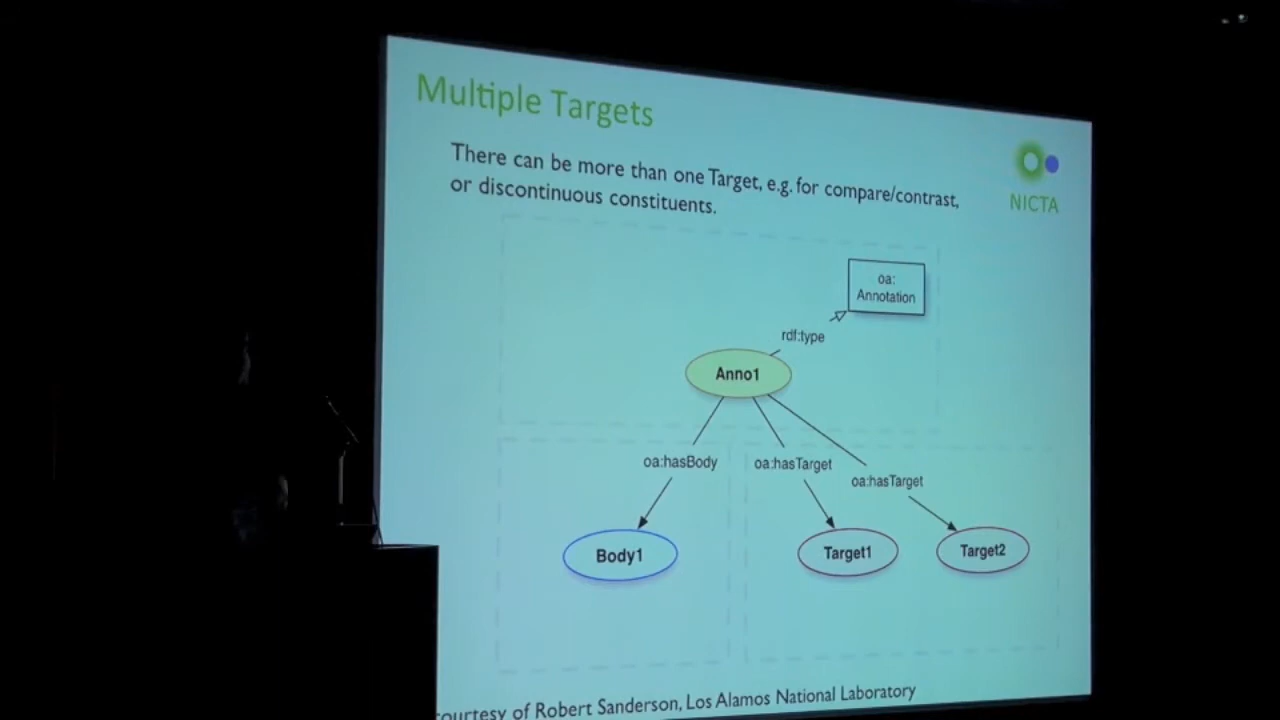 Multiple Targets
There can be more than one Target, e.g. for compare/contrast,
or discontinuous constituents.
NICTA
oa:
Annotation
rdf:type
Anno1
oa:hasBody
oa:hasTarget
oa:hasTarget
Body1
Target1
Target2
of Robert Sanderson, Los Alamos National Laboratory